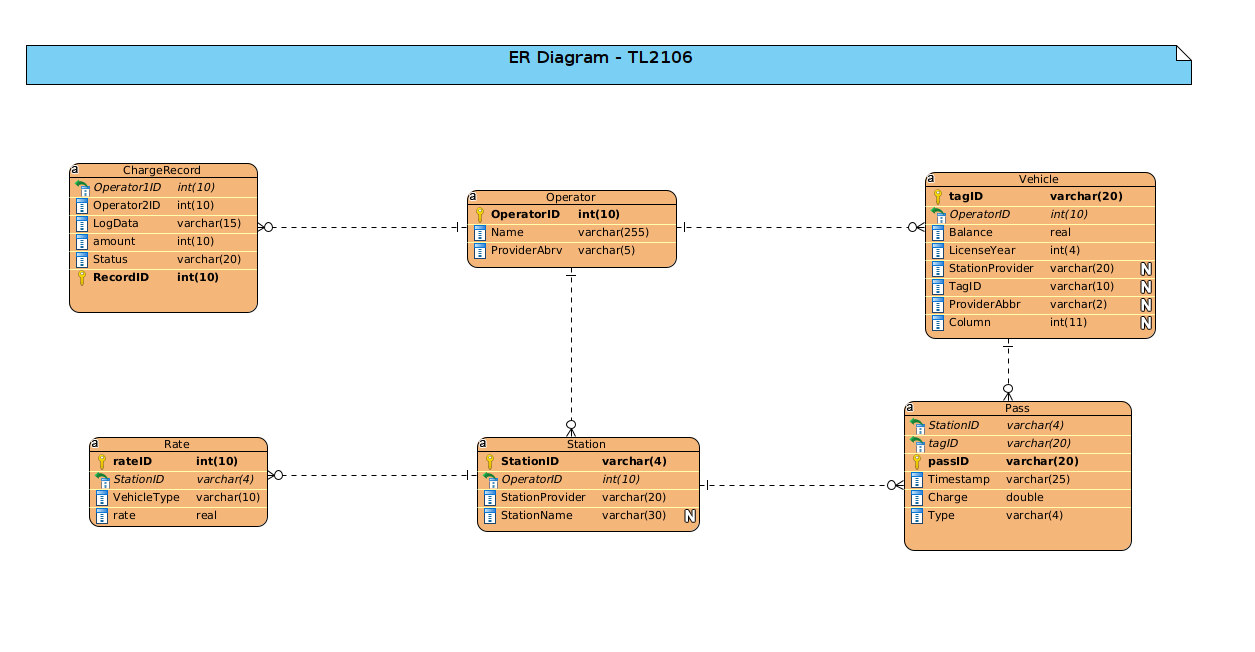 ER Diagram - TL2106
a
ChargeRecord
Operator1ID int(10)
Operator2ID int(10)
LogData varchar(15)
amount int(10)
Status varchar(20)
RecordID int(10)
a
Operator
OperatorID int(10)
Name varchar(255)
ProviderAbrv varchar(5)
a
Vehicle
tagID varchar(20)
OperatorID int(10)
Balance real
LicenseYear int(4)
StationProvider varchar(20) N
TagID varchar(10) N
ProviderAbbr varchar(2) N
Column int(11) N
a
Rate
rateID int(10)
StationID varchar(4)
VehicleType varchar(10)
rate real
a
Station
StationID varchar(4)
OperatorID int(10)
StationProvider varchar(20)
StationName varchar(30) N
a
Pass
StationID varchar(4)
tagID varchar(20)
passID varchar(20)
Timestamp varchar(25)
Charge double
Type varchar(4)